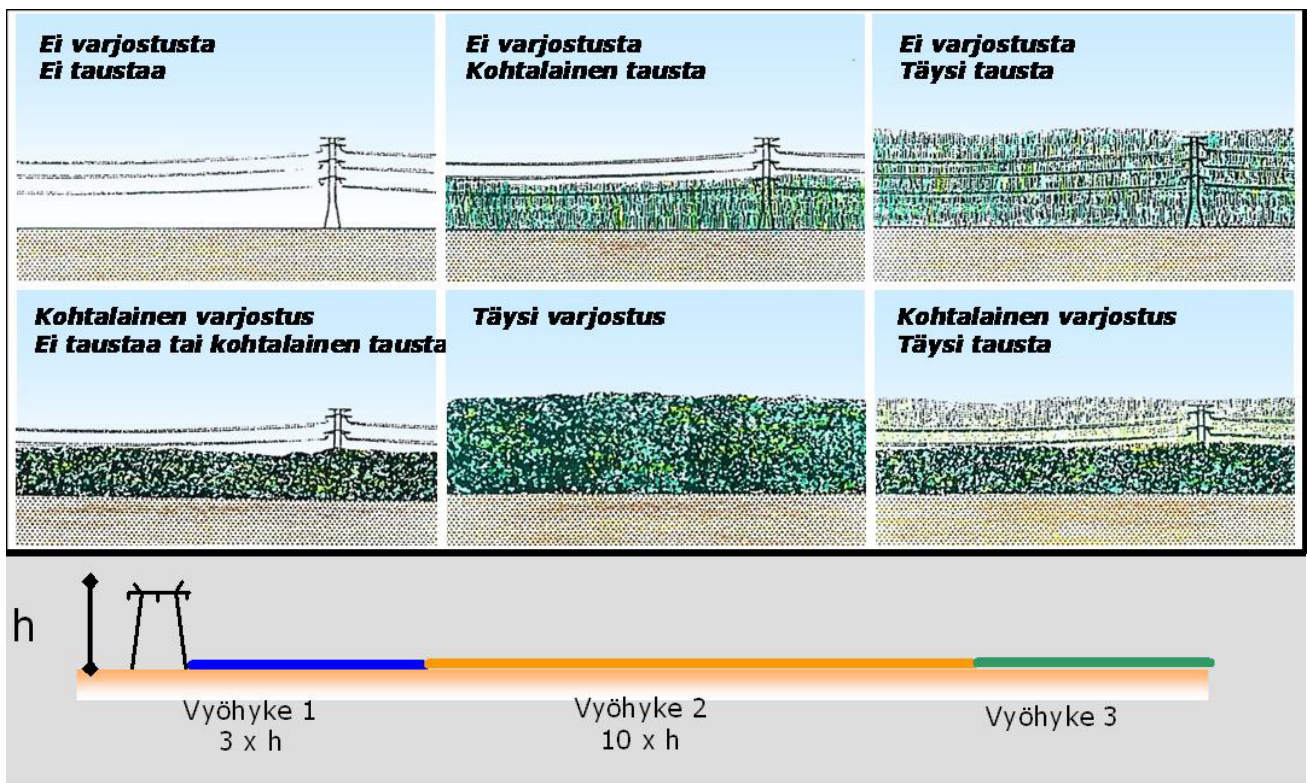 Ei varjostusta
Ei taustaa
Ei varjostusta
Kohtalainen tausta
Ei varjostusta
Täysi tausta
Kohtalainen varjostus
Ei taustaa tai kohtalainen tausta
Täysi varjostus
Kohtalainen varjostus
Täysi tausta
h
Vyöhyke 1
3 x h
Vyöhyke 2
10 x h
Vyöhyke 3